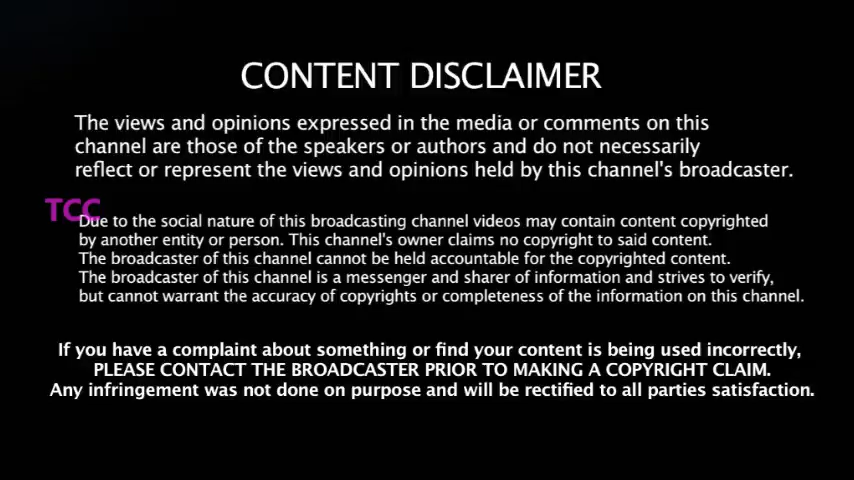 CONTENT DISCLAIMER
The views and opinions expressed in the media or comments on this
channel are those of the speakers or authors and do not necessarily
reflect or represent the views and opinions held by this channel's broadcaster.
TCC
Due to the social nature of this broadcasting channel videos may contain content copyrighted
by another entity or person. This channel's owner claims no copyright to said content.
The broadcaster of this channel cannot be held accountable for the copyrighted content.
The broadcaster of this channel is a messenger and sharer of information and strives to verify,
but cannot warrant the accuracy of copyrights or completeness of the information on this channel.
If you have a complaint about something or find your content is being used incorrectly,
PLEASE CONTACT THE BROADCASTER PRIOR TO MAKING A COPYRIGHT CLAIM.
Any infringement was not done on purpose and will be rectified to all parties satisfaction.